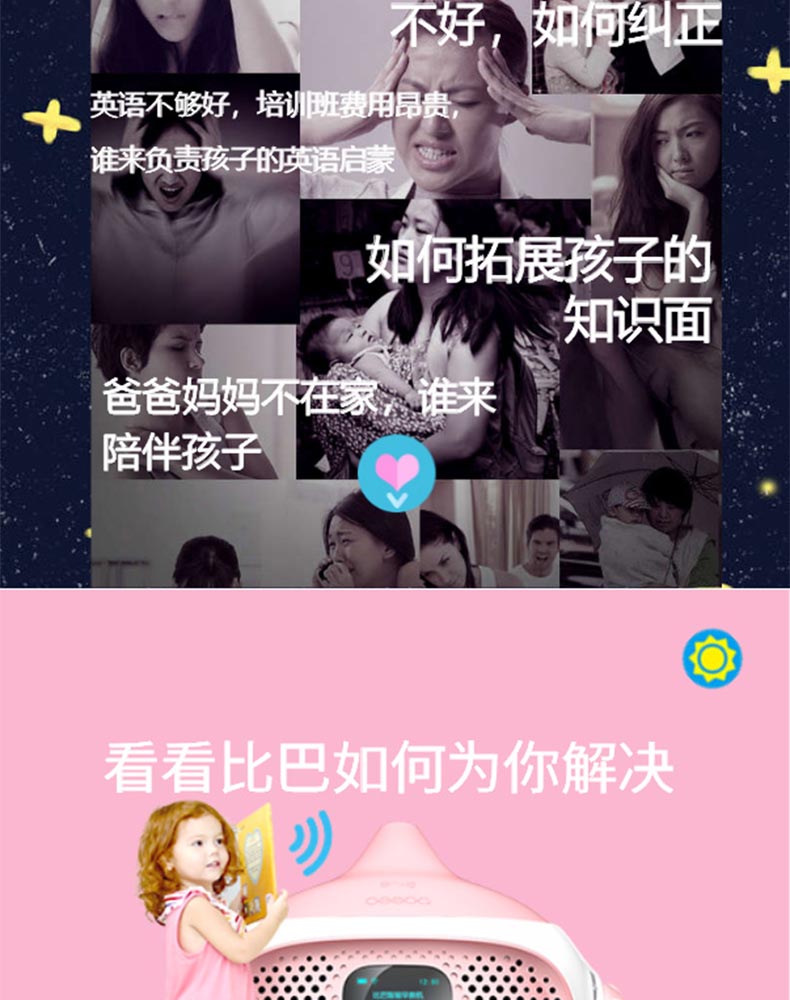 不好，如何纠正
英语不够好，培训班费用昂贵，
谁来负责孩子的英语启蒙
如何拓展孩子的
知识面
爸爸妈妈不在家，谁来
陪伴孩子
看看比巴如何为你解决